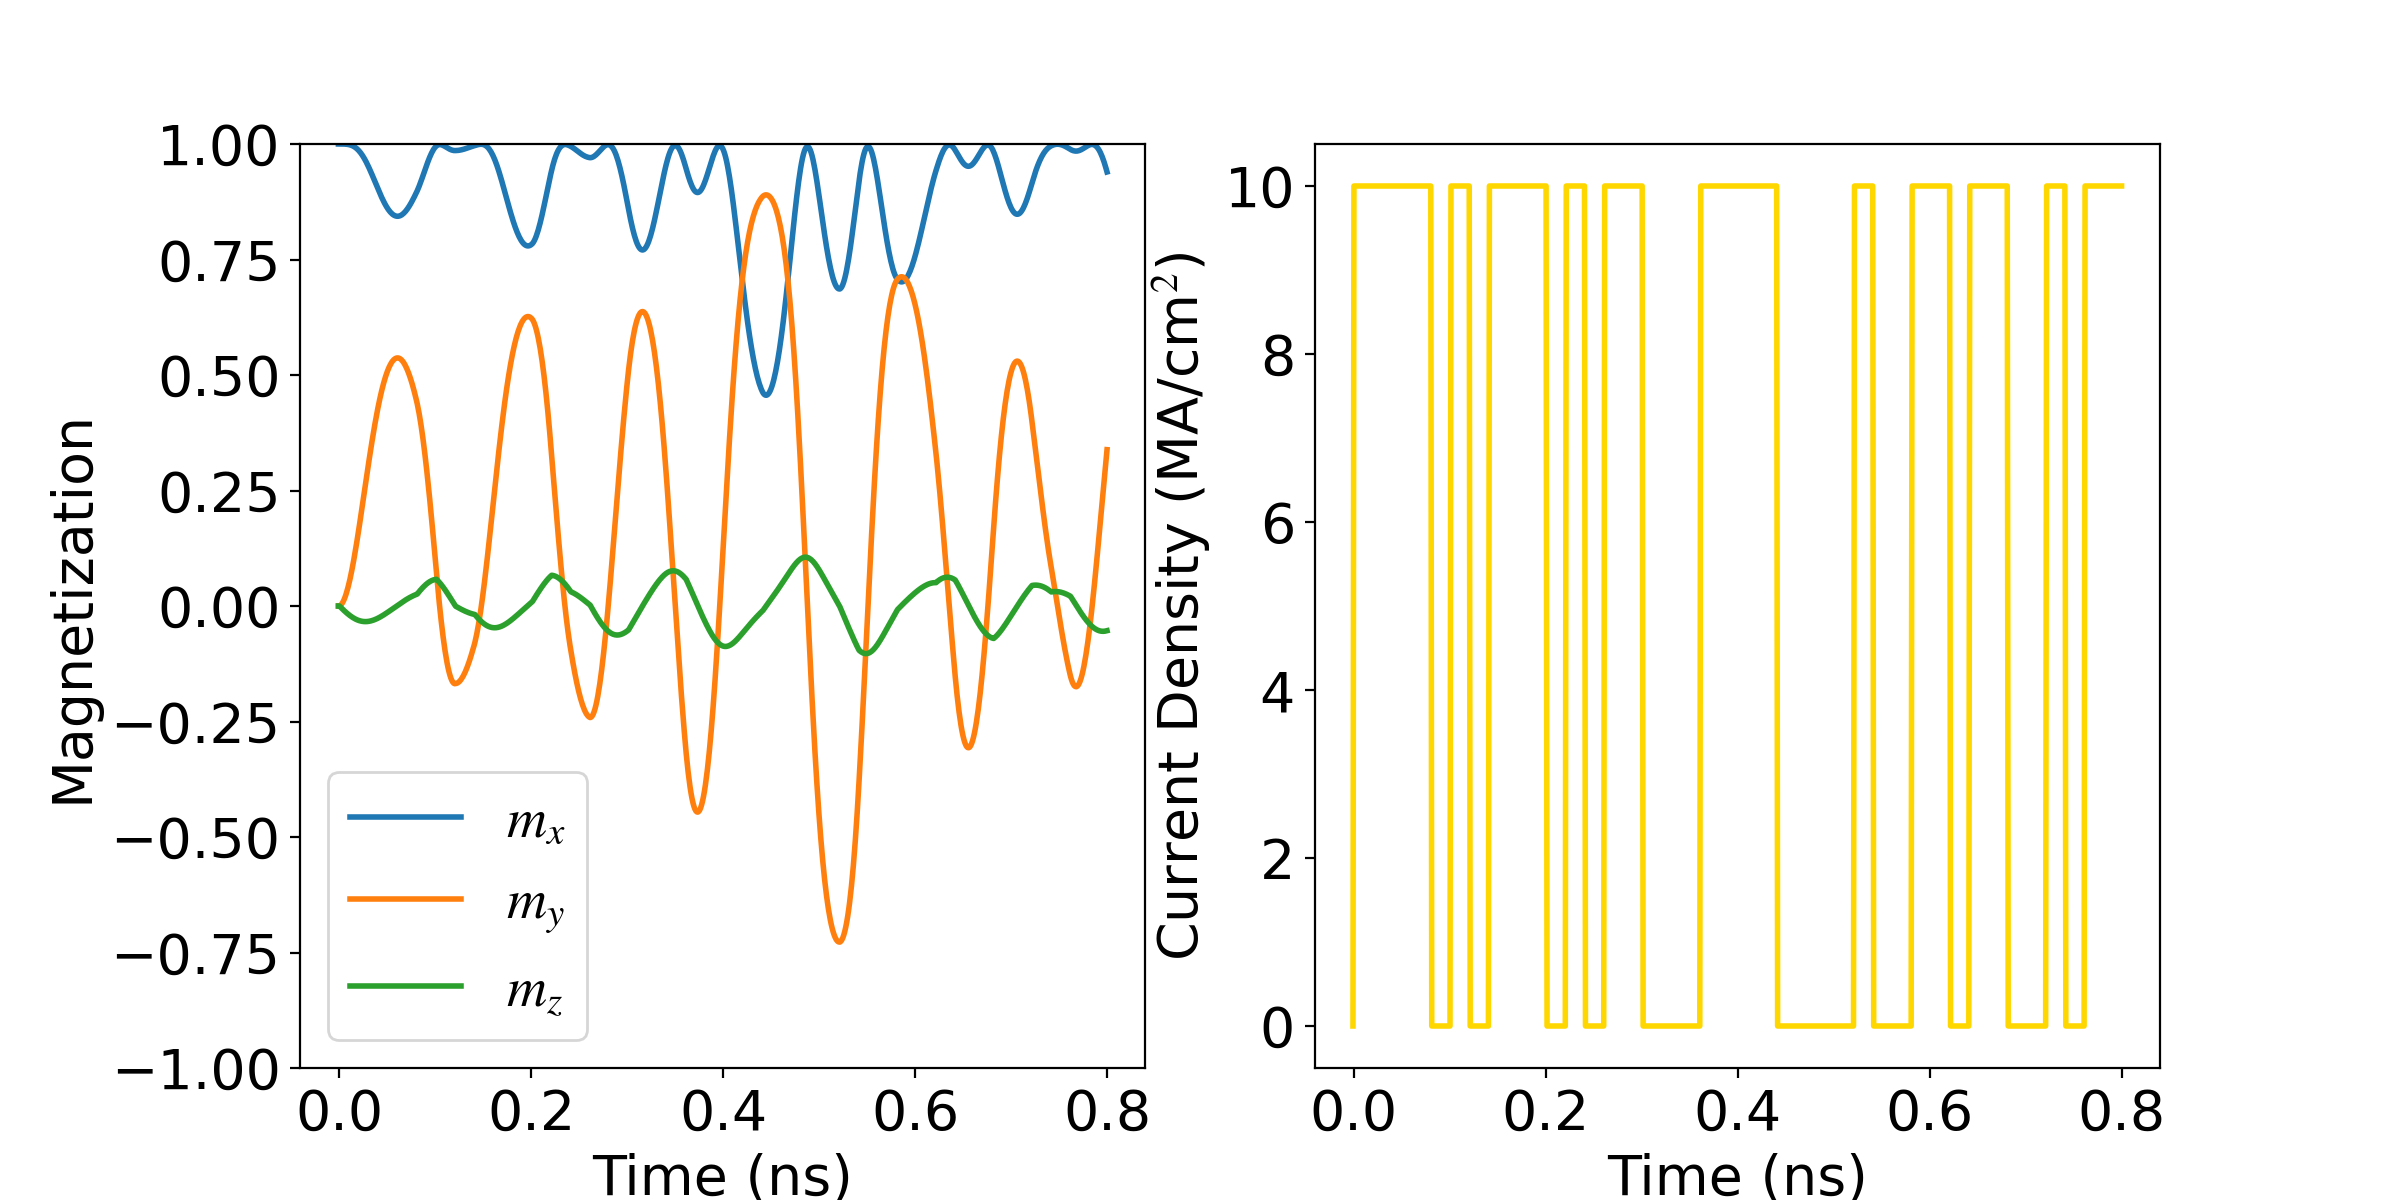 Magnetization
1.00
0.75
0.50
0.25
0.00
−0.25
−0.50
−0.75
−1.00
m_x
m_y
m_z
0.0 0.2 0.4 0.6 0.8
Time (ns)
Current Density (MA/cm²)
10
8
6
4
2
0
0.0 0.2 0.4 0.6 0.8
Time (ns)